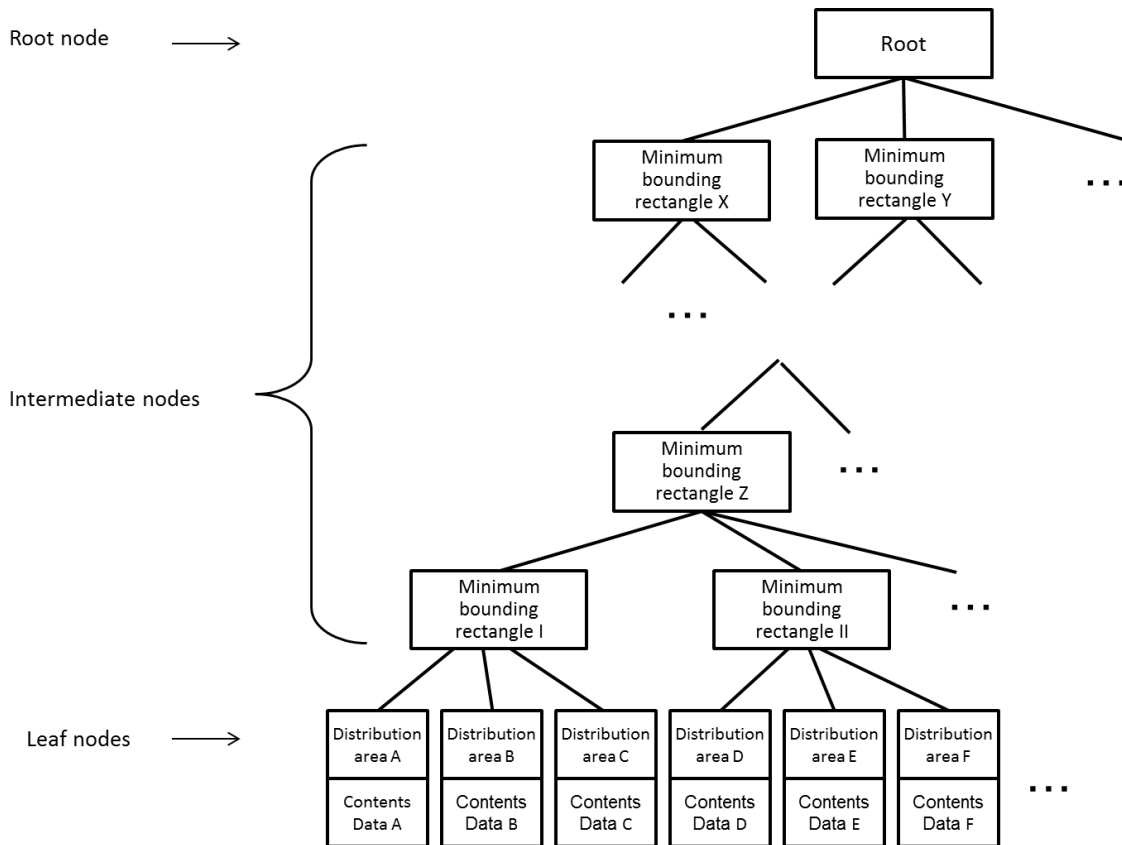 Root node
Root
Minimum
bounding
rectangle X
Minimum
bounding
rectangle Y
...
...
Intermediate nodes
Minimum
bounding
rectangle Z
...
Minimum
bounding
rectangle I
Minimum
bounding
rectangle II
...
Leaf nodes
Distribution
area A
Distribution
area B
Distribution
area C
Distribution
area D
Distribution
area E
Distribution
area F
Contents
Data A
Contents
Data B
Contents
Data C
Contents
Data D
Contents
Data E
Contents
Data F
...